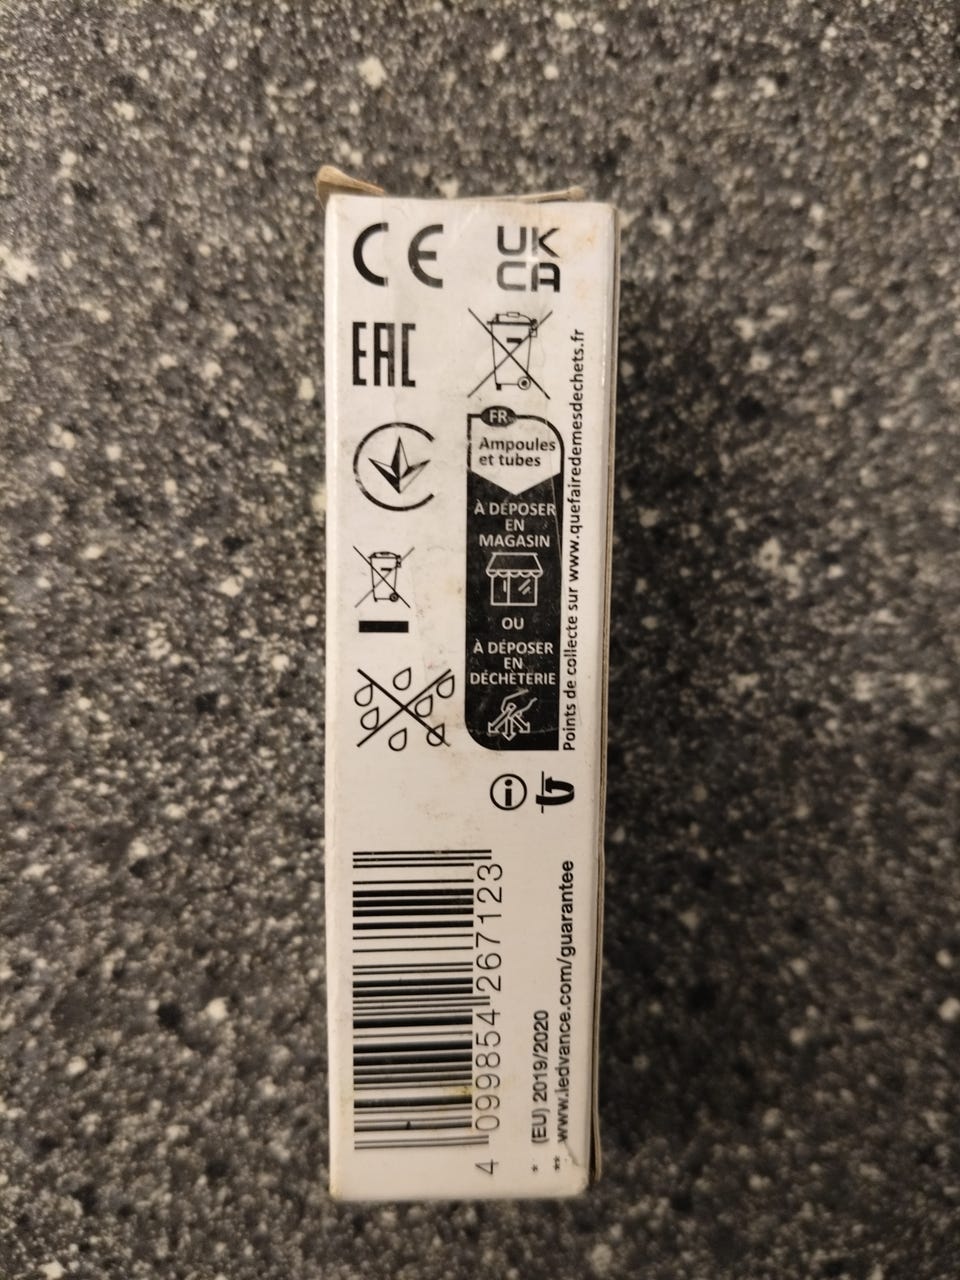 CE
UK
CA
EAC
FR
Ampoules
et tubes
À DÉPOSER
EN
MAGASIN
OU
À DÉPOSER
EN
DÉCHÈTERIE
Points de collecte sur www.quefairedemesdechets.fr
i
4 099854 267123
* (EU) 2019/2020
** www.ledvance.com/guarantee